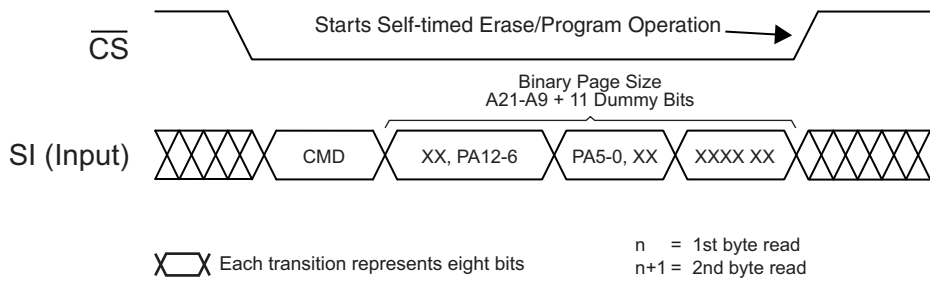 Starts Self-timed Erase/Program Operation
CS
Binary Page Size
A21-A9 + 11 Dummy Bits
SI (Input)
CMD
XX, PA12-6
PA5-0, XX
XXXX XX
Each transition represents eight bits
n = 1st byte read
n+1 = 2nd byte read